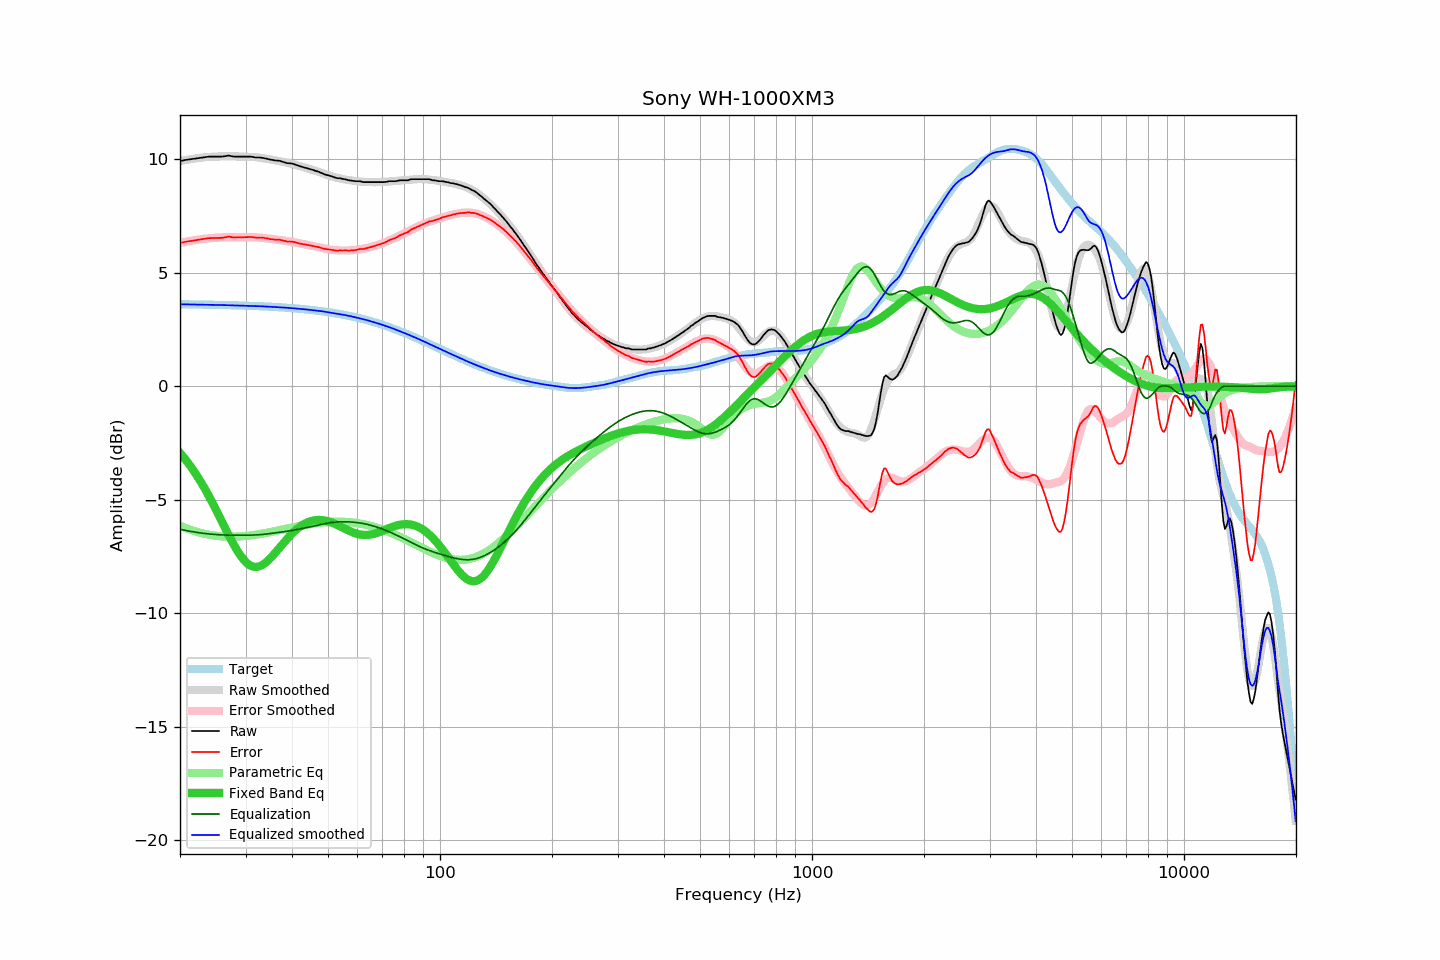 Sony WH-1000XM3
10
5
0
−5
−10
−15
−20
Amplitude (dBr)
Target
Raw Smoothed
Error Smoothed
Raw
Error
Parametric Eq
Fixed Band Eq
Equalization
Equalized smoothed
100
1000
10000
Frequency (Hz)